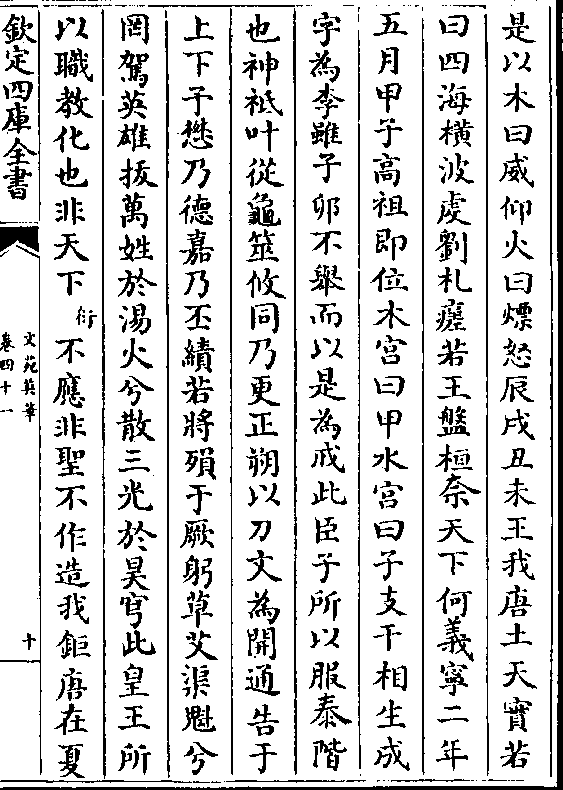 是以木曰威仰火曰熛怒辰戌丑未王我唐土天寶若
曰四海橫波虔劉札瘥若王盤桓奈天下何義寧二年
五月甲子高祖即位木宮曰甲水宮曰子支干相生成
字為李雖子卯不舉而以是為戒此臣子所以服泰階
也神祇叶從龜筮攸同乃更正朔以刀文為開通告于
上下予懋乃德嘉乃丕績若將殞于厥躬草艾渠魁兮
罔駕英雄拔萬姓於湯火兮散三光於昊穹此皇王所
以職教化也非天下衍不應非聖不作造我鉅唐在夏
欽定四庫全書
文苑英華
卷四十一
十